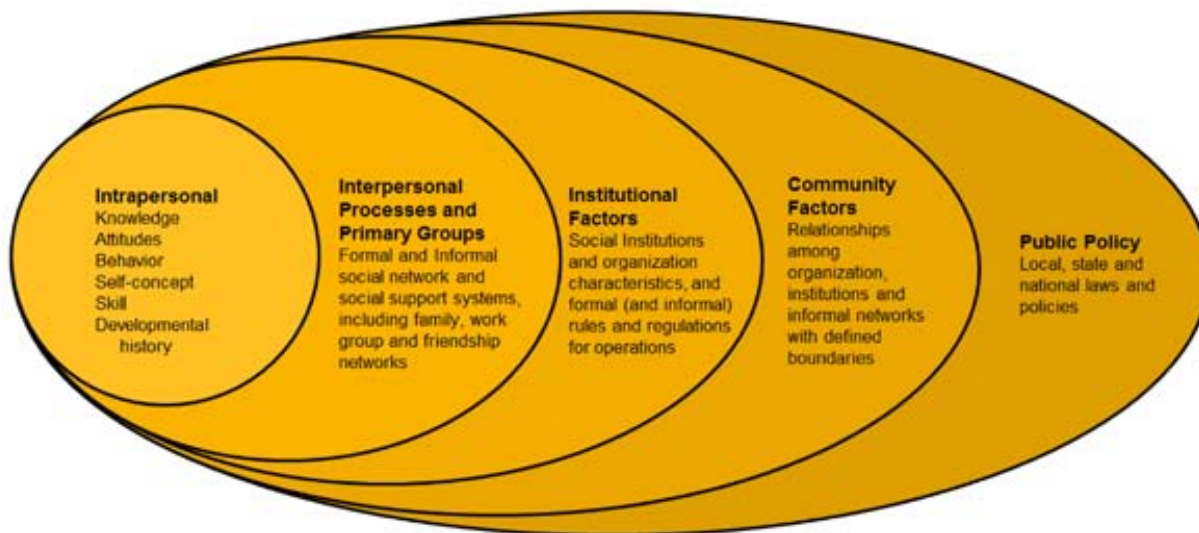 Intrapersonal
Knowledge
Attitudes
Behavior
Self-concept
Skill
Developmental
history
Interpersonal
Processes and
Primary Groups
Formal and Informal
social network and
social support systems,
including family, work
group and friendship
networks
Institutional
Factors
Social Institutions
and organization
characteristics, and
formal (and informal)
rules and regulations
for operations
Community
Factors
Relationships
among
organization,
institutions and
informal networks
with defined
boundaries
Public Policy
Local, state and
national laws and
policies